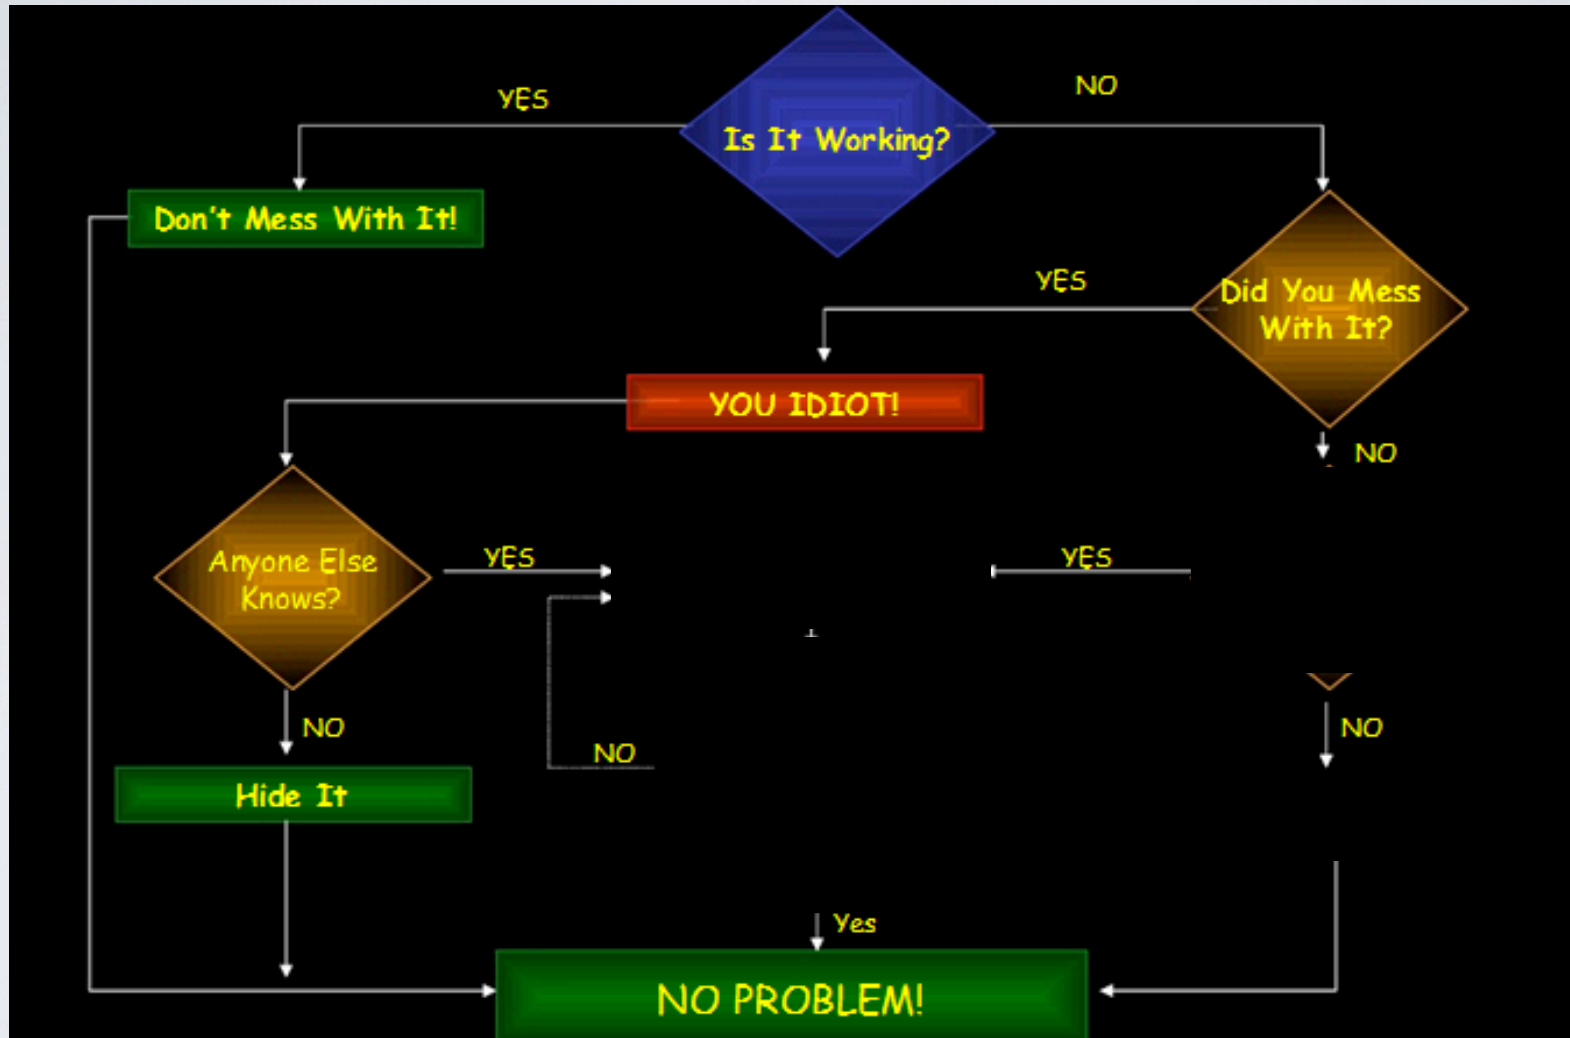 YES
NO
Is It Working?
Don't Mess With It!
YES
Did You Mess
With It?
YOU IDIOT!
NO
Anyone Else
Knows?
YES
YES
NO
NO
NO
Hide It
Yes
NO PROBLEM!